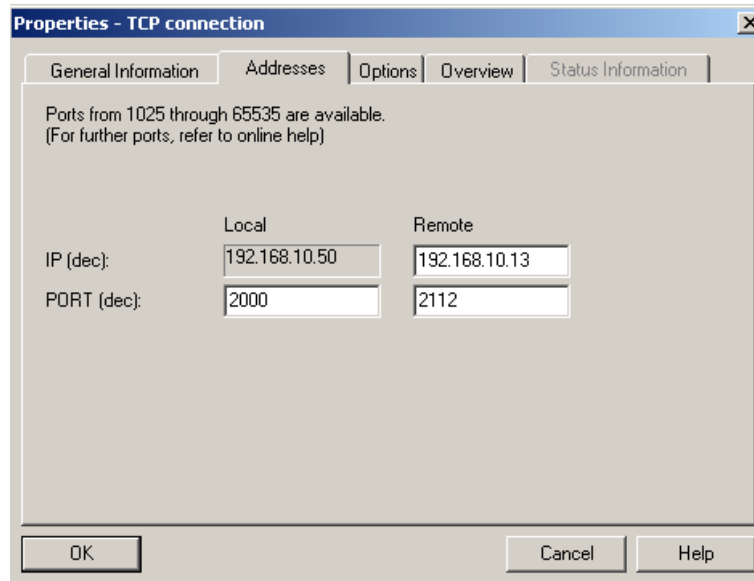 Properties - TCP connection
General Information Addresses Options Overview Status Information
Ports from 1025 through 65535 are available.
(For further ports, refer to online help)
Local Remote
IP (dec): 192.168.10.50 192.168.10.13
PORT (dec): 2000 2112
OK Cancel Help